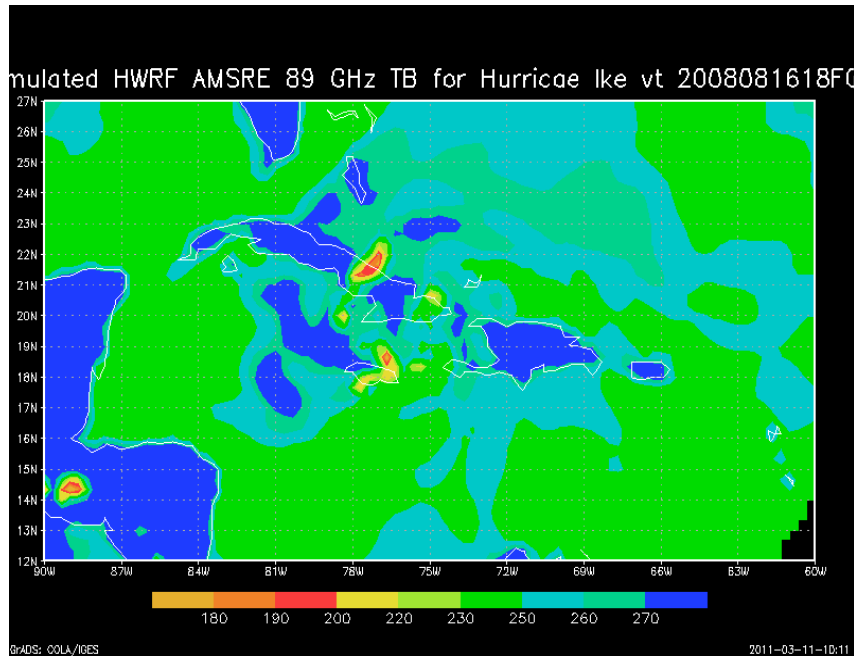 mulated HWRF AMSRE 89 GHz TB for Hurricae Ike vt 2008081618F0
27N
26N
25N
24N
23N
22N
21N
20N
19N
18N
17N
16N
15N
14N
13N
12N
90W 87W 84W 81W 78W 75W 72W 69W 66W 63W 60W
180 190 200 220 230 250 260 270
GrADS: COLA/IGES 2011-03-11-10:11